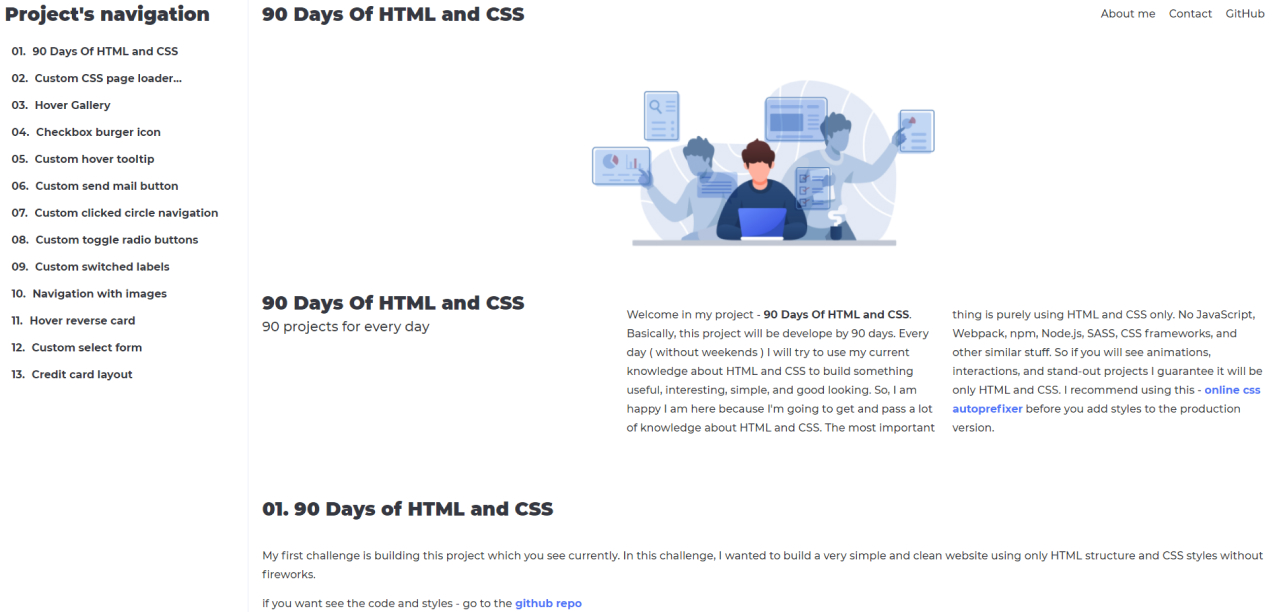 Project's navigation
01. 90 Days Of HTML and CSS
02. Custom CSS page loader...
03. Hover Gallery
04. Checkbox burger icon
05. Custom hover tooltip
06. Custom send mail button
07. Custom clicked circle navigation
08. Custom toggle radio buttons
09. Custom switched labels
10. Navigation with images
11. Hover reverse card
12. Custom select form
13. Credit card layout
90 Days Of HTML and CSS
About me Contact GitHub
90 Days Of HTML and CSS
90 projects for every day
Welcome in my project - 90 Days Of HTML and CSS.
Basically, this project will be develope by 90 days. Every
day ( without weekends ) I will try to use my current
knowledge about HTML and CSS to build something
useful, interesting, simple, and good looking. So, I am
happy I am here because I'm going to get and pass a lot
of knowledge about HTML and CSS. The most important
thing is purely using HTML and CSS only. No JavaScript,
Webpack, npm, Node.js, SASS, CSS frameworks, and
other similar stuff. So if you will see animations,
interactions, and stand-out projects I guarantee it will be
only HTML and CSS. I recommend using this - online css
autoprefixer before you add styles to the production
version.
01. 90 Days of HTML and CSS
My first challenge is building this project which you see currently. In this challenge, I wanted to build a very simple and clean website using only HTML structure and CSS styles without
fireworks.
if you want see the code and styles - go to the github repo